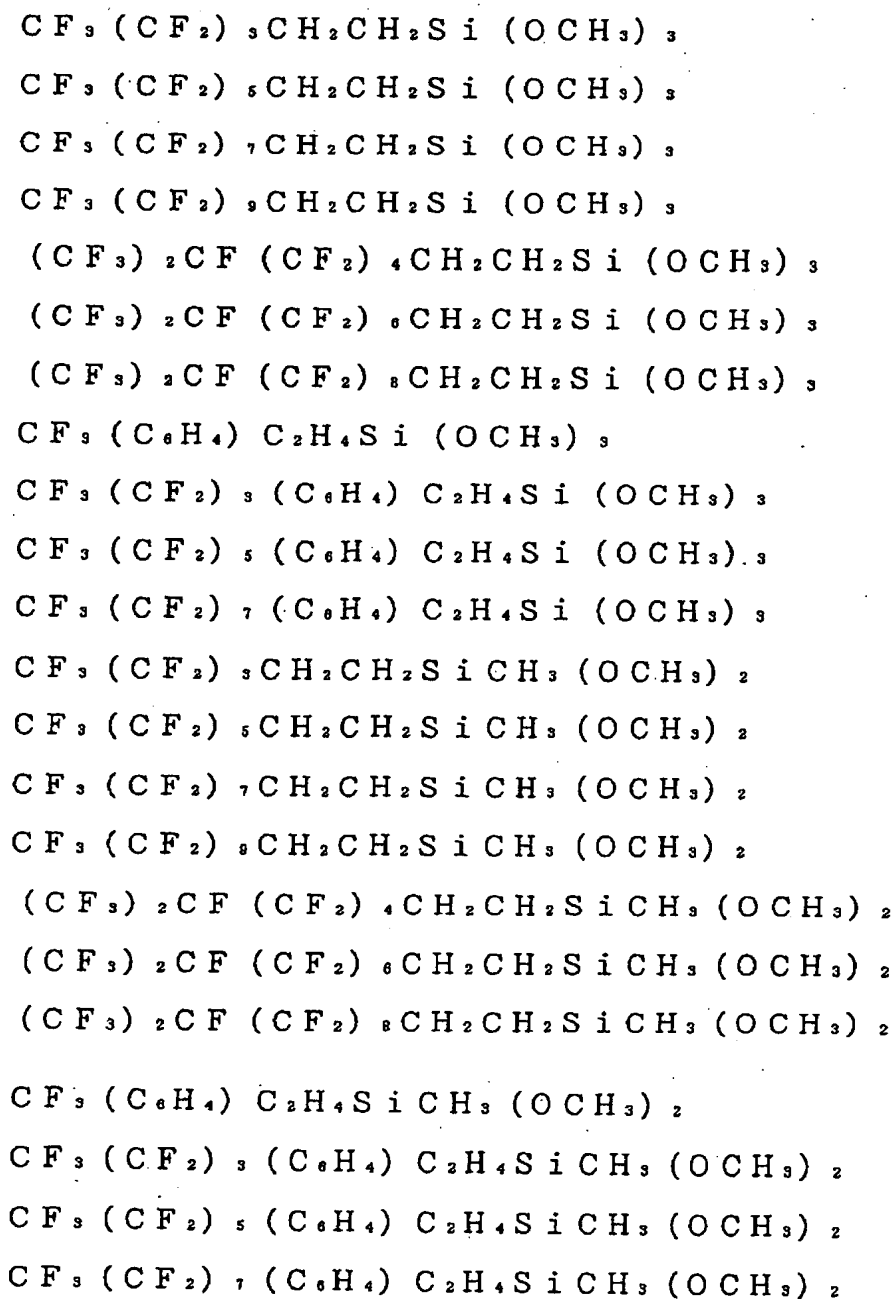 CF₃(CF₂)₃CH₂CH₂Si(OCH₃)₃
CF₃(CF₂)₅CH₂CH₂Si(OCH₃)₃
CF₃(CF₂)₇CH₂CH₂Si(OCH₃)₃
CF₃(CF₂)₉CH₂CH₂Si(OCH₃)₃
(CF₃)₂CF(CF₂)₄CH₂CH₂Si(OCH₃)₃
(CF₃)₂CF(CF₂)₆CH₂CH₂Si(OCH₃)₃
(CF₃)₂CF(CF₂)₈CH₂CH₂Si(OCH₃)₃
CF₃(C₆H₄)C₂H₄Si(OCH₃)₃
CF₃(CF₂)₃(C₆H₄)C₂H₄Si(OCH₃)₃
CF₃(CF₂)₅(C₆H₄)C₂H₄Si(OCH₃)₃
CF₃(CF₂)₇(C₆H₄)C₂H₄Si(OCH₃)₃
CF₃(CF₂)₃CH₂CH₂SiCH₃(OCH₃)₂
CF₃(CF₂)₅CH₂CH₂SiCH₃(OCH₃)₂
CF₃(CF₂)₇CH₂CH₂SiCH₃(OCH₃)₂
CF₃(CF₂)₉CH₂CH₂SiCH₃(OCH₃)₂
(CF₃)₂CF(CF₂)₄CH₂CH₂SiCH₃(OCH₃)₂
(CF₃)₂CF(CF₂)₆CH₂CH₂SiCH₃(OCH₃)₂
(CF₃)₂CF(CF₂)₈CH₂CH₂SiCH₃(OCH₃)₂
CF₃(C₆H₄)C₂H₄SiCH₃(OCH₃)₂
CF₃(CF₂)₃(C₆H₄)C₂H₄SiCH₃(OCH₃)₂
CF₃(CF₂)₅(C₆H₄)C₂H₄SiCH₃(OCH₃)₂
CF₃(CF₂)₇(C₆H₄)C₂H₄SiCH₃(OCH₃)₂